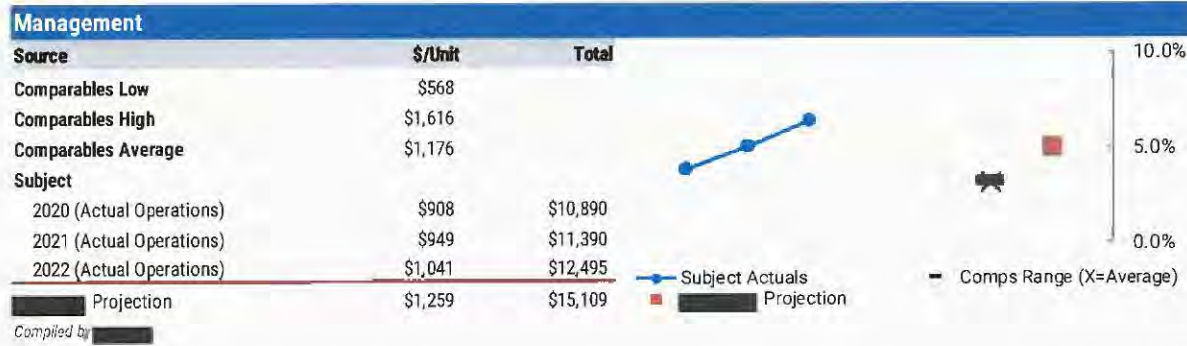 Management
Source $/Unit Total
Comparables Low $568
Comparables High $1,616
Comparables Average $1,176
Subject
2020 (Actual Operations) $908 $10,890
2021 (Actual Operations) $949 $11,390
2022 (Actual Operations) $1,041 $12,495
Projection $1,259 $15,109
Compiled by
10.0%
5.0%
0.0%
Subject Actuals
Comps Range (X=Average)
Projection